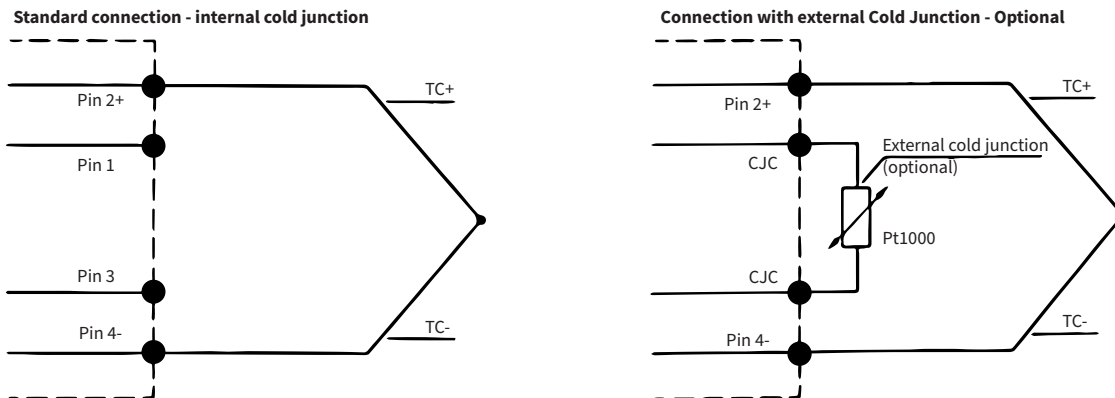 Standard connection - internal cold junction
Pin 2+
TC+
Pin 1
Pin 3
Pin 4-
TC-
Connection with external Cold Junction - Optional
Pin 2+
TC+
CJC
External cold junction
(optional)
Pt1000
CJC
Pin 4-
TC-